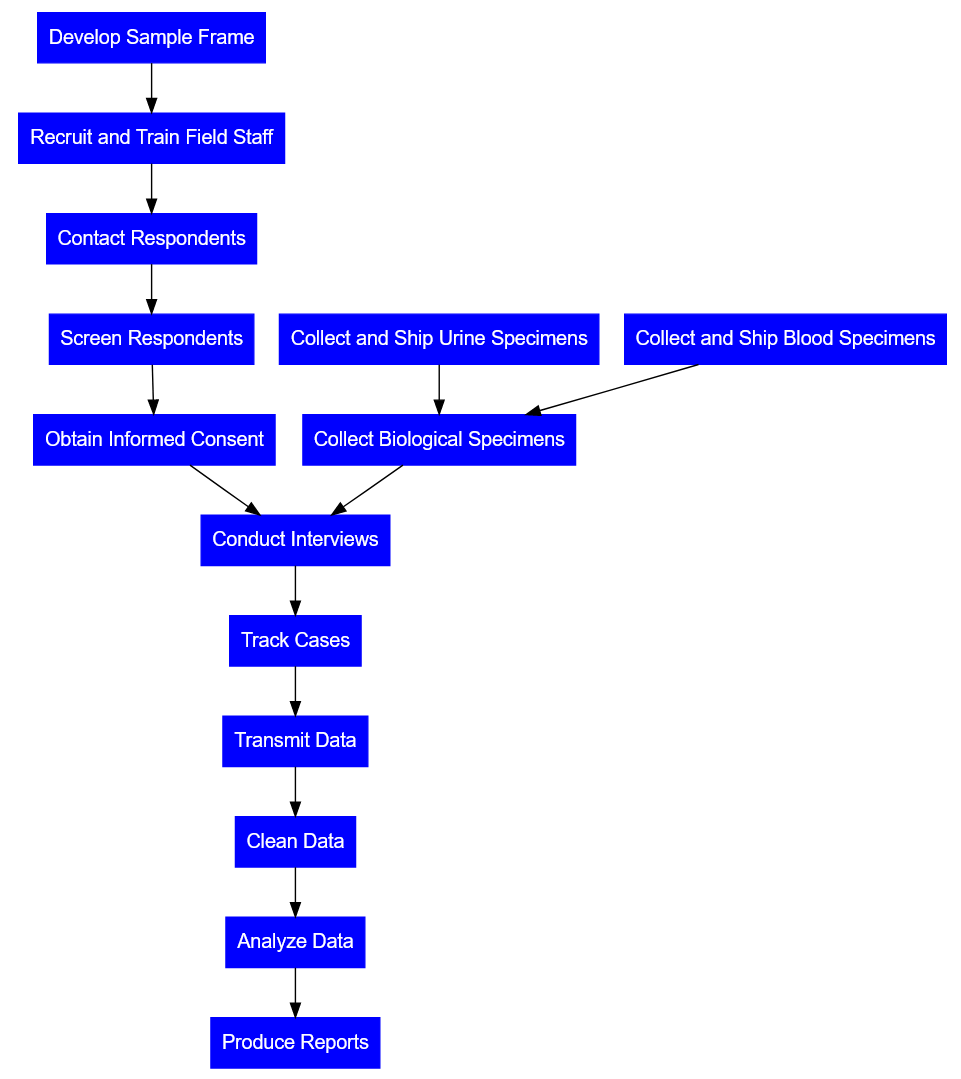 Develop Sample Frame
Recruit and Train Field Staff
Contact Respondents
Screen Respondents
Collect and Ship Urine Specimens
Collect and Ship Blood Specimens
Obtain Informed Consent
Collect Biological Specimens
Conduct Interviews
Track Cases
Transmit Data
Clean Data
Analyze Data
Produce Reports